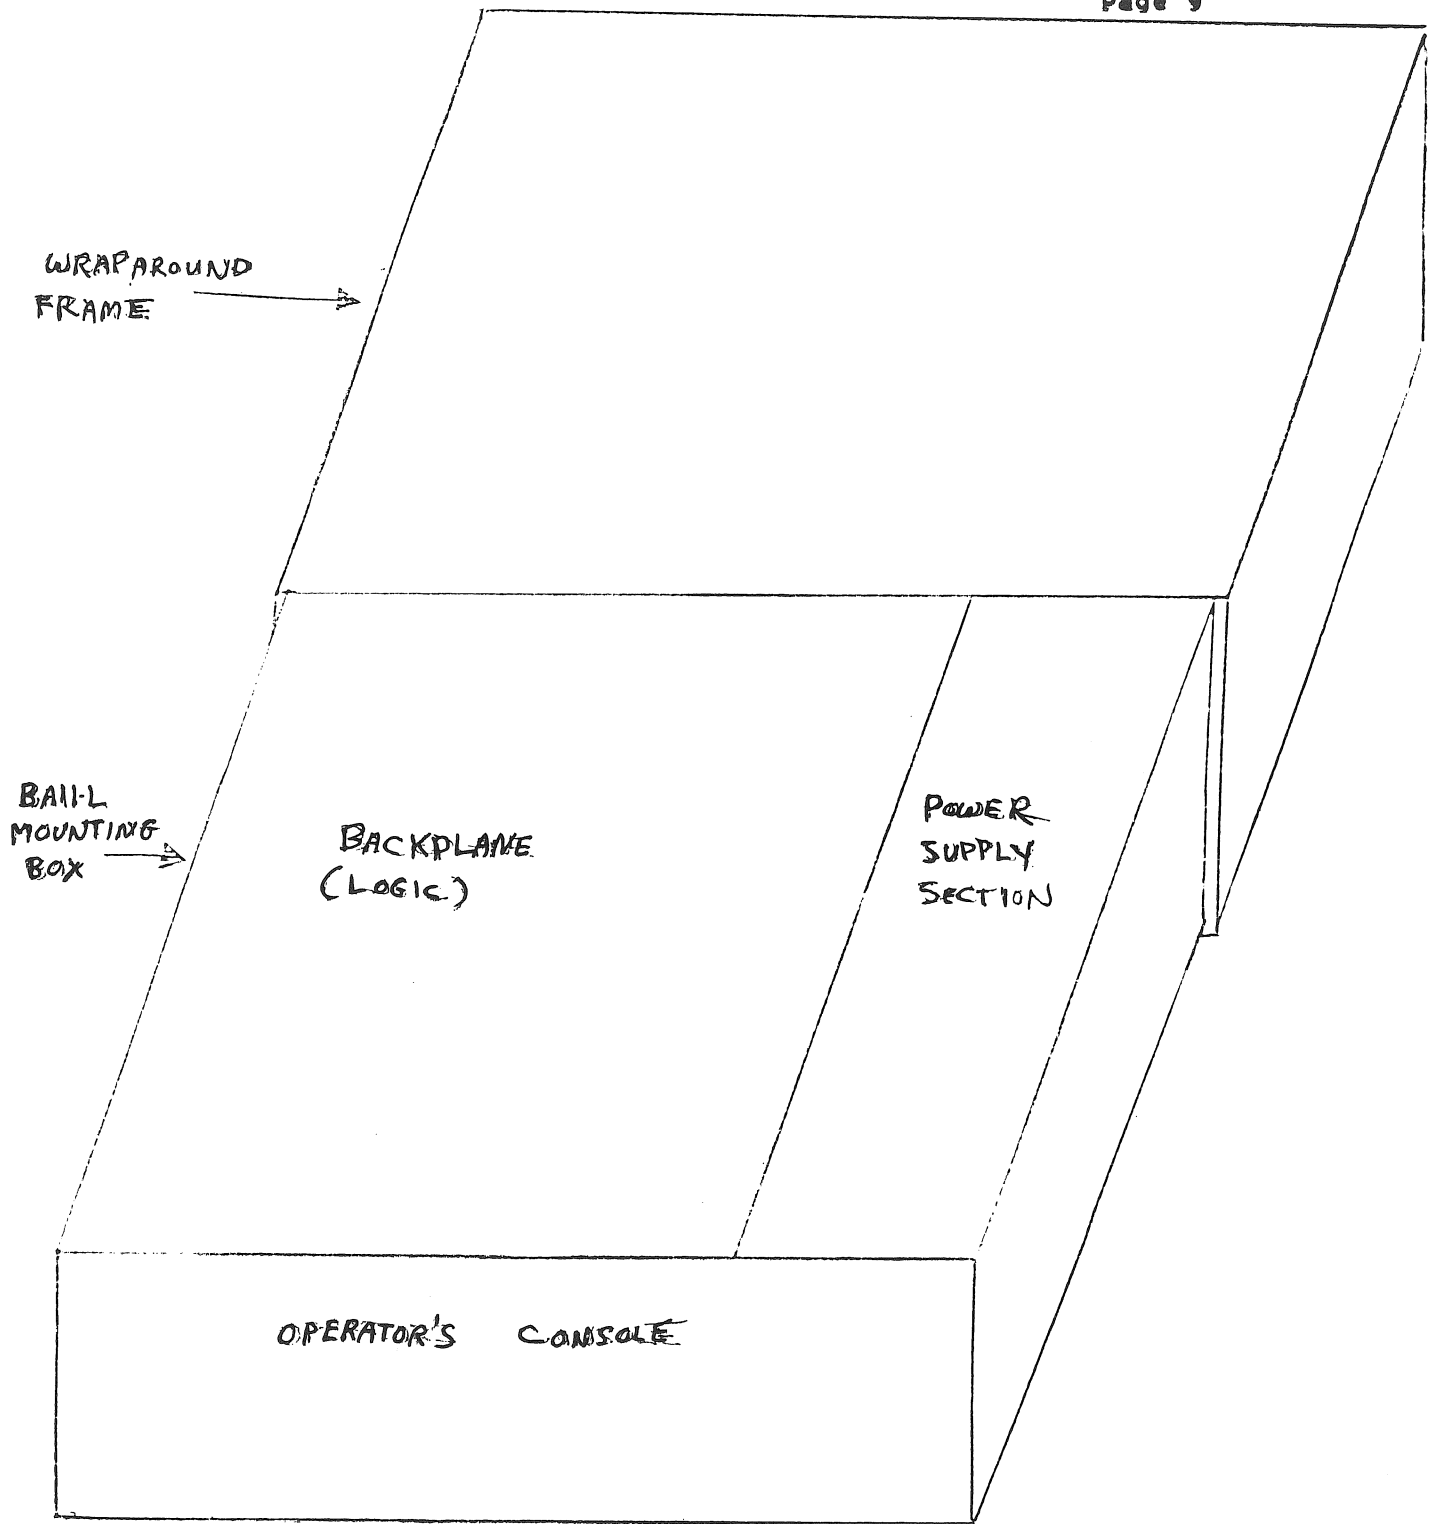 Page 9
WRAPAROUND
FRAME
BA11-L
MOUNTING
BOX
BACKPLANE
(LOGIC)
POWER
SUPPLY
SECTION
OPERATOR'S CONSOLE